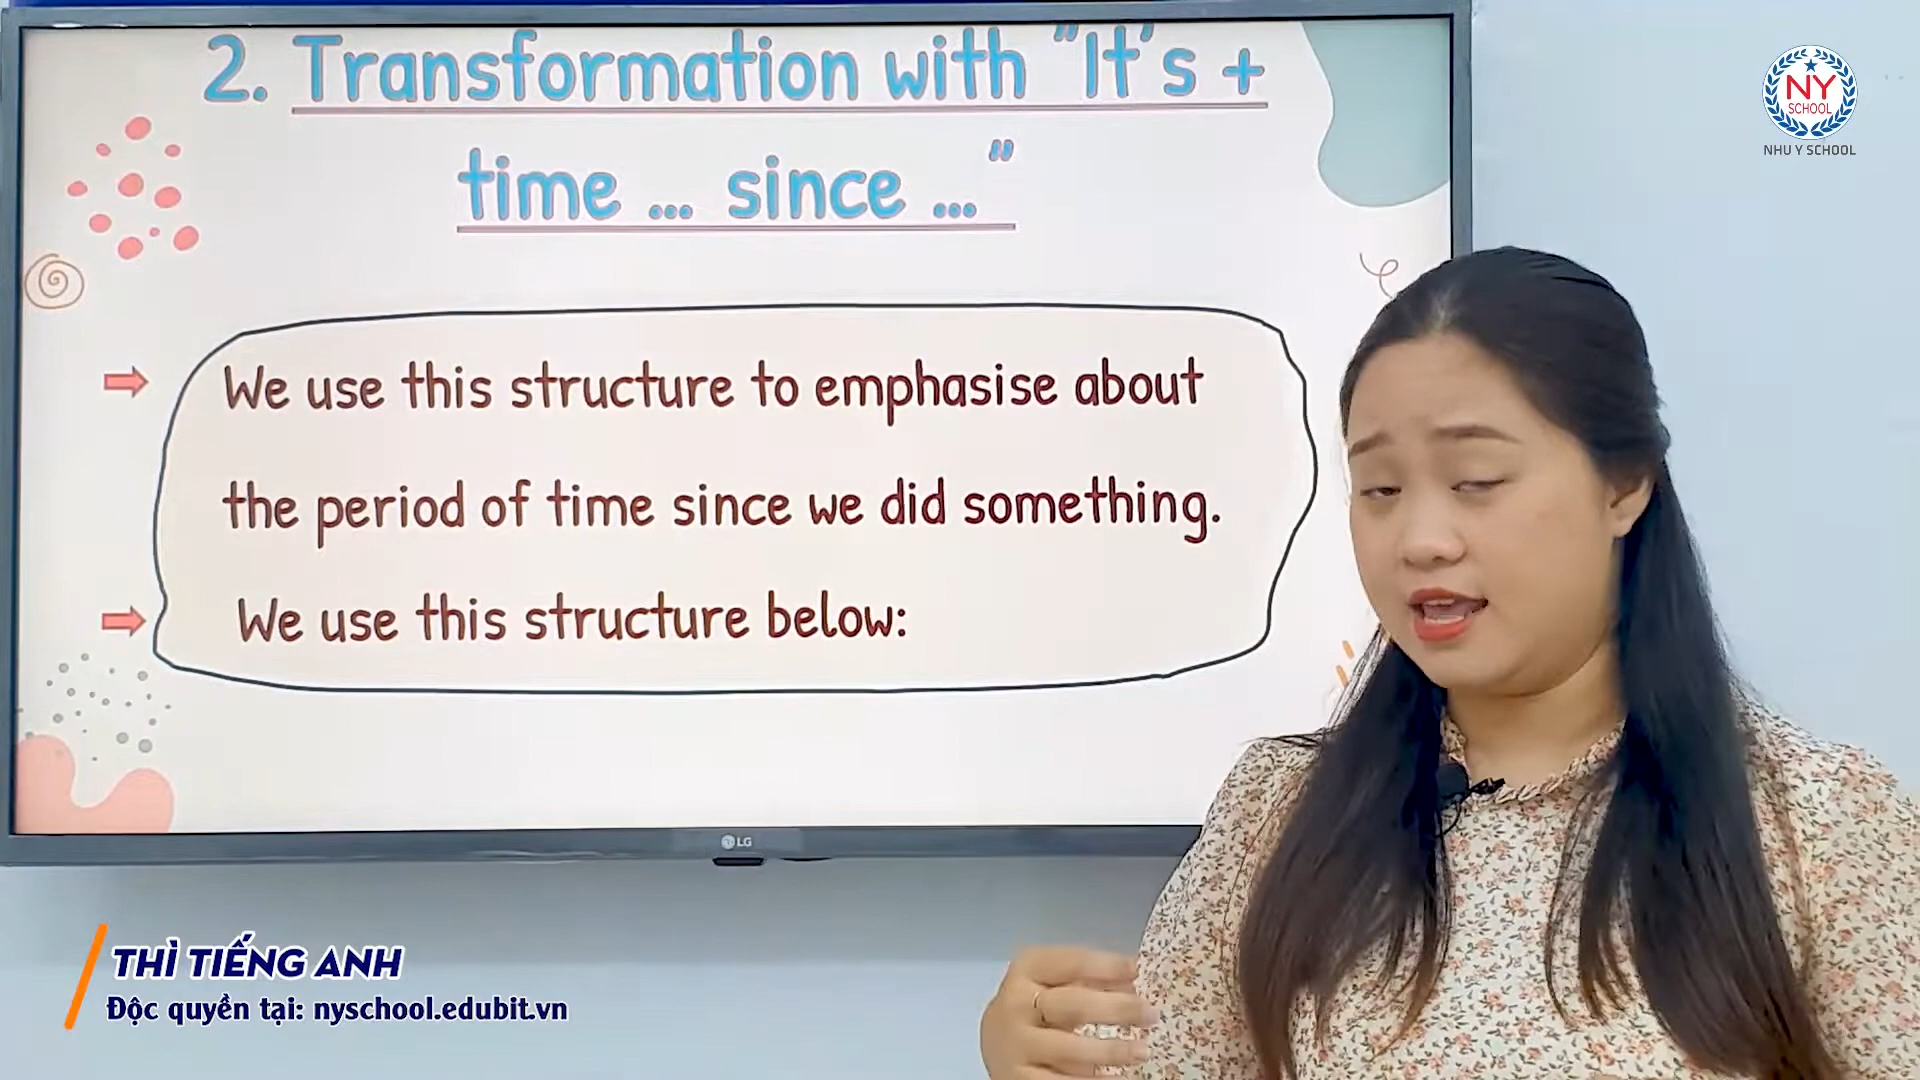 2. Transformation with "It's +
time ... since ..."
NY
SCHOOL
NHU Y SCHOOL
We use this structure to emphasise about
the period of time since we did something.
We use this structure below:
LG
THÌ TIẾNG ANH
Độc quyền tại: nyschool.edubit.vn